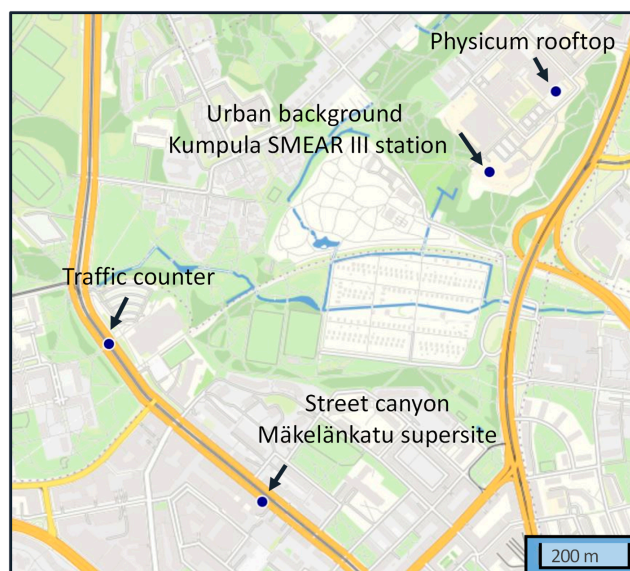 Physicum rooftop
Urban background
Kumpula SMEAR III station
Traffic counter
Street canyon
Mäkelänkatu supersite
200 m